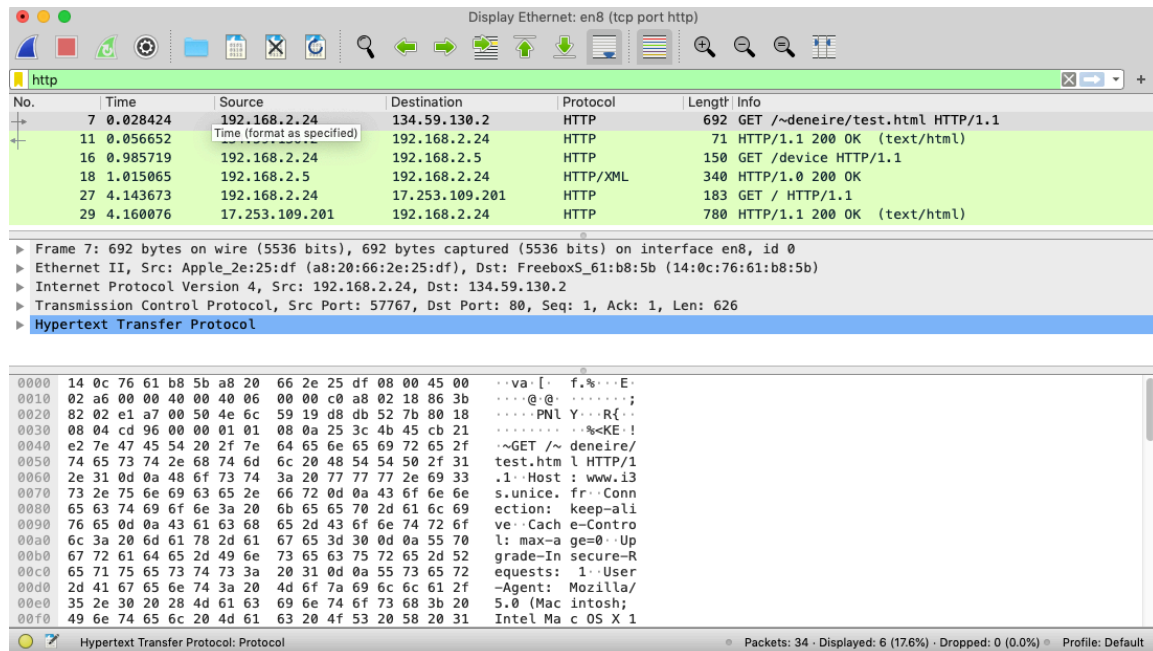 Display Ethernet: en8 (tcp port http)
http
No. Time Source Destination Protocol Length Info
7 0.028424 192.168.2.24 134.59.130.2 HTTP 692 GET /~deneire/test.html HTTP/1.1
Time (format as specified)
11 0.056652 192.168.2.24 HTTP 71 HTTP/1.1 200 OK (text/html)
16 0.985719 192.168.2.24 192.168.2.5 HTTP 150 GET /device HTTP/1.1
18 1.015065 192.168.2.5 192.168.2.24 HTTP/XML 340 HTTP/1.0 200 OK
27 4.143673 192.168.2.24 17.253.109.201 HTTP 183 GET / HTTP/1.1
29 4.160076 17.253.109.201 192.168.2.24 HTTP 780 HTTP/1.1 200 OK (text/html)
Frame 7: 692 bytes on wire (5536 bits), 692 bytes captured (5536 bits) on interface en8, id 0
Ethernet II, Src: Apple_2e:25:df (a8:20:66:2e:25:df), Dst: FreeboxS_61:b8:5b (14:0c:76:61:b8:5b)
Internet Protocol Version 4, Src: 192.168.2.24, Dst: 134.59.130.2
Transmission Control Protocol, Src Port: 57767, Dst Port: 80, Seq: 1, Ack: 1, Len: 626
Hypertext Transfer Protocol
0000 14 0c 76 61 b8 5b a8 20 66 2e 25 df 08 00 45 00 ··va·[· f.%···E·
0010 02 a6 00 00 40 00 40 06 00 00 c0 a8 02 18 86 3b ····@·@· ·······;
0020 82 02 e1 a7 00 50 4e 6c 59 19 d8 db 52 7b 80 18 ·····PNl Y···R{··
0030 08 04 cd 96 00 00 01 01 08 0a 25 3c 4b 45 cb 21 ········ ··%<KE·!
0040 e2 7e 47 45 54 20 2f 7e 64 65 6e 65 69 72 65 2f ·~GET /~ deneire/
0050 74 65 73 74 2e 68 74 6d 6c 20 48 54 54 50 2f 31 test.htm l HTTP/1
0060 2e 31 0d 0a 48 6f 73 74 3a 20 77 77 77 2e 69 33 .1··Host : www.i3
0070 73 2e 75 6e 69 63 65 2e 66 72 0d 0a 43 6f 6e 6e s.unice. fr··Conn
0080 65 63 74 69 6f 6e 3a 20 6b 65 65 70 2d 61 6c 69 ection: keep-ali
0090 76 65 0d 0a 43 61 63 68 65 2d 43 6f 6e 74 72 6f ve··Cach e-Contro
00a0 6c 3a 20 6d 61 78 2d 61 67 65 3d 30 0d 0a 55 70 l: max-a ge=0··Up
00b0 67 72 61 64 65 2d 49 6e 73 65 63 75 72 65 2d 52 grade-In secure-R
00c0 65 71 75 65 73 74 73 3a 20 31 0d 0a 55 73 65 72 equests: 1··User
00d0 2d 41 67 65 6e 74 3a 20 4d 6f 7a 69 6c 6c 61 2f -Agent: Mozilla/
00e0 35 2e 30 20 28 4d 61 63 69 6e 74 6f 73 68 3b 20 5.0 (Mac intosh;
00f0 49 6e 74 65 6c 20 4d 61 63 20 4f 53 20 58 20 31 Intel Ma c OS X 1
Hypertext Transfer Protocol: Protocol Packets: 34 · Displayed: 6 (17.6%) · Dropped: 0 (0.0%) Profile: Default